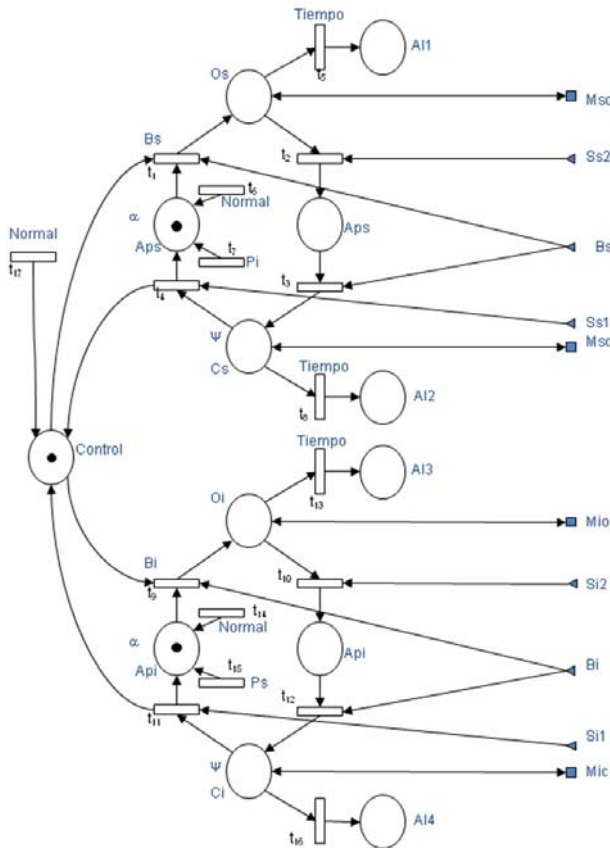 Tiempo
Al1
t5
Os
Mso
Bs
t1
t2
Ss2
t6
Normal
α
Aps
t7
Pi
Aps
Bs
Normal
t17
t4
t3
Ss1
Ψ
Cs
Msc
Tiempo
t8
Al2
Control
Tiempo
Al3
t13
Oi
Mio
Bi
t9
t10
Si2
t14
Normal
α
Api
t15
Ps
Api
Bi
t11
t12
Si1
Ψ
Ci
Mic
t16
Al4